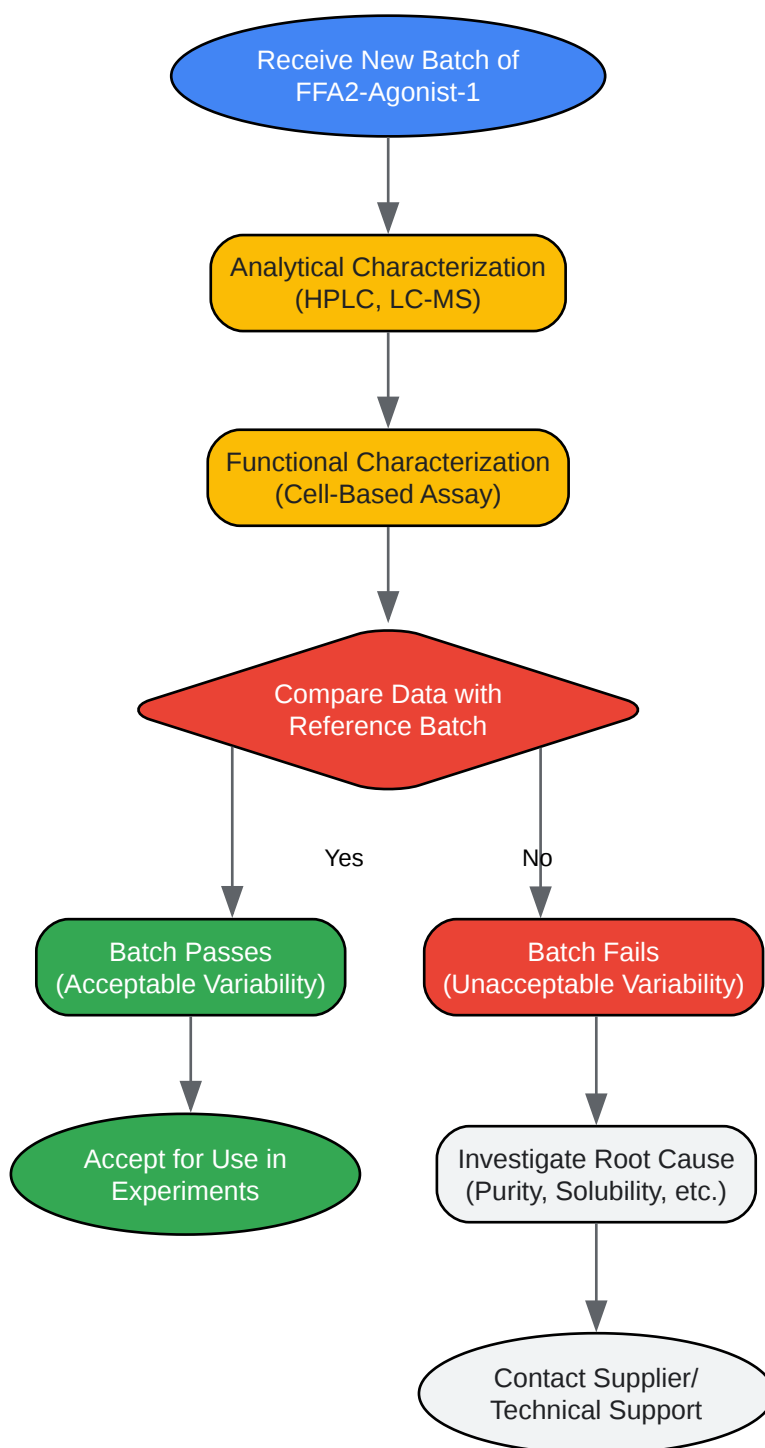 Receive New Batch of
FFA2-Agonist-1
Analytical Characterization
(HPLC, LC-MS)
Functional Characterization
(Cell-Based Assay)
Compare Data with
Reference Batch
Yes
No
Batch Passes
(Acceptable Variability)
Batch Fails
(Unacceptable Variability)
Accept for Use in
Experiments
Investigate Root Cause
(Purity, Solubility, etc.)
Contact Supplier/
Technical Support